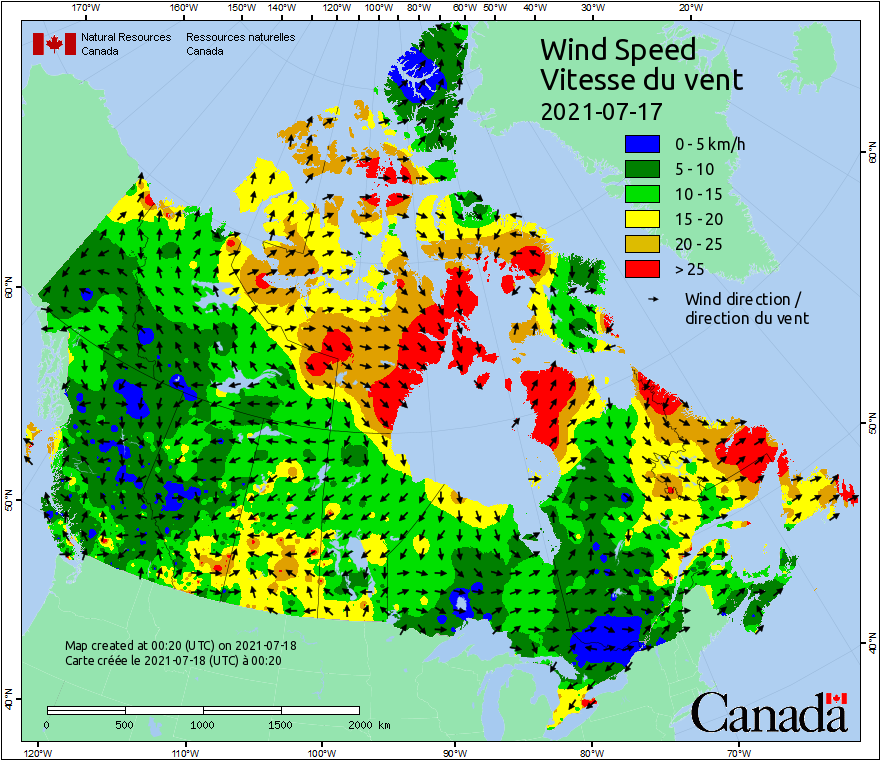 170°W 160°W 150°W 140°W 130°W 120°W 110°W 100°W 80°W 60°W 50°W 40°W 30°W 20°W
Natural Resources Ressources naturelles
Canada Canada
Wind Speed
Vitesse du vent
2021-07-17
0 - 5 km/h
5 - 10
10 - 15
15 - 20
20 - 25
> 25
Wind direction /
direction du vent
60°N
60°N
50°N
50°N
40°N
40°N
Map created at 00:20 (UTC) on 2021-07-18
Carte créée le 2021-07-18 (UTC) à 00:20
0 500 1000 1500 2000 km
Canada
120°W 110°W 100°W 90°W 80°W 70°W